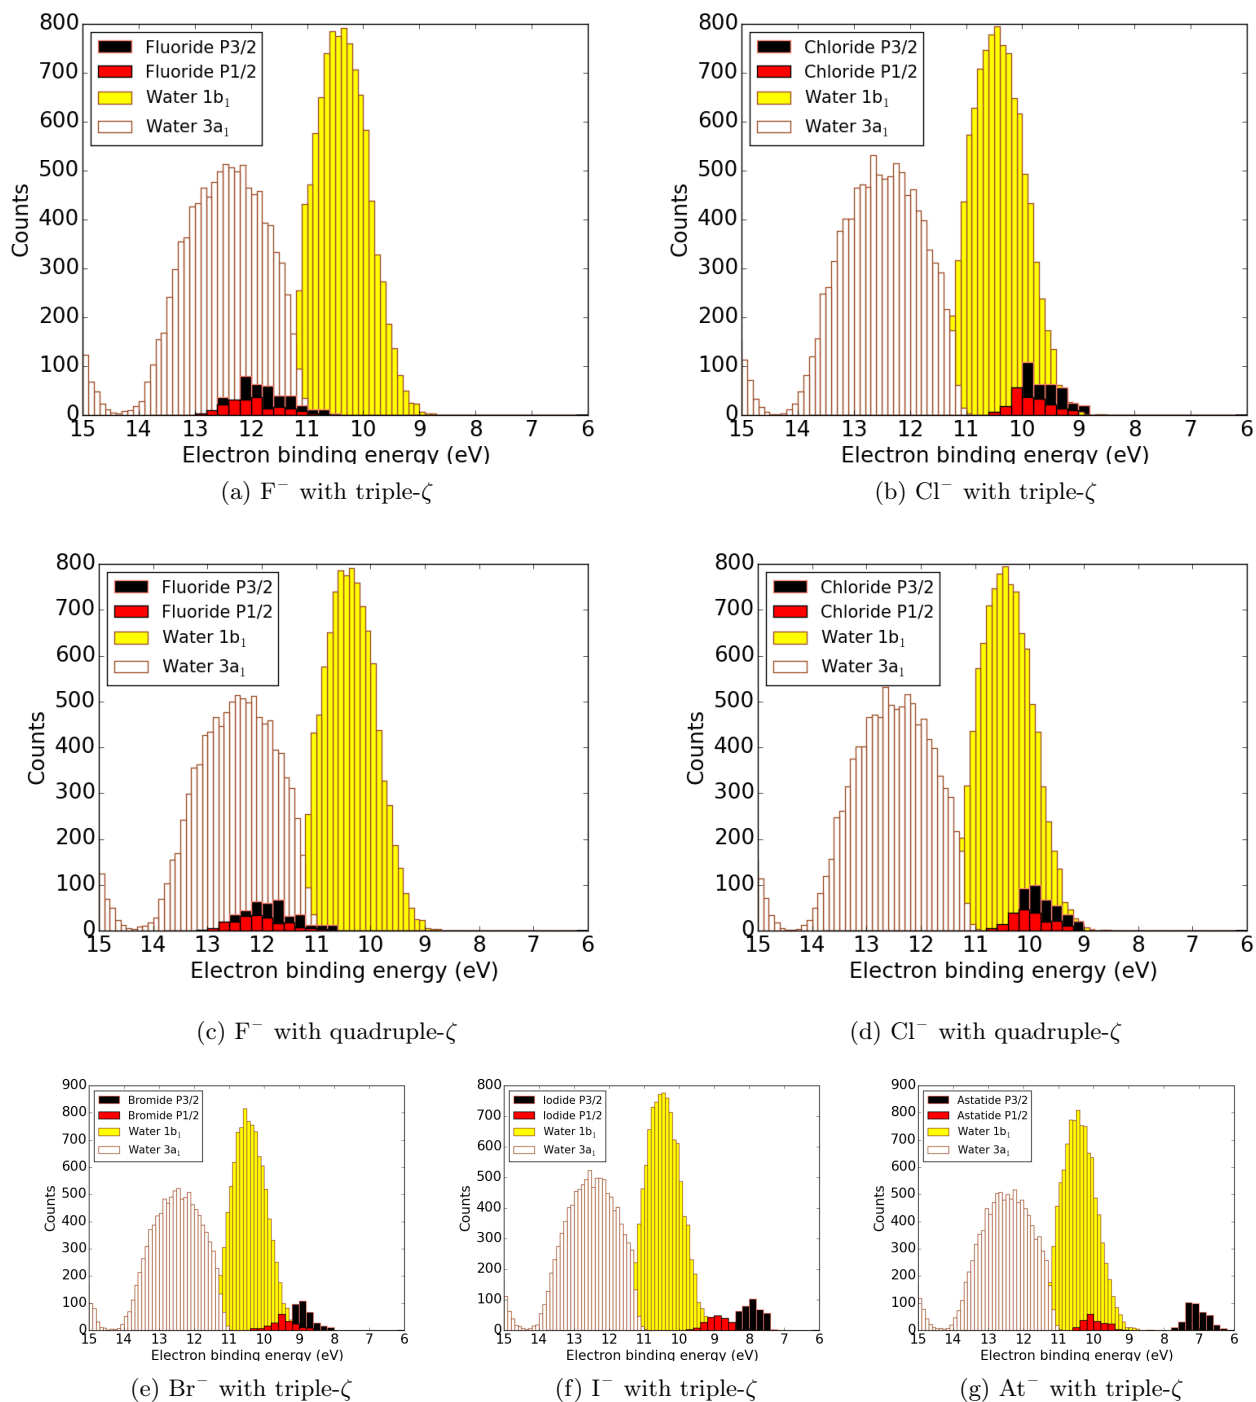 800
700
600
500
400
300
200
100
0
Counts
Fluoride P3/2
Fluoride P1/2
Water 1b₁
Water 3a₁
15 14 13 12 11 10 9 8 7 6
Electron binding energy (eV)
(a) F⁻ with triple-ζ
800
700
600
500
400
300
200
100
0
Counts
Chloride P3/2
Chloride P1/2
Water 1b₁
Water 3a₁
15 14 13 12 11 10 9 8 7 6
Electron binding energy (eV)
(b) Cl⁻ with triple-ζ
800
700
600
500
400
300
200
100
0
Counts
Fluoride P3/2
Fluoride P1/2
Water 1b₁
Water 3a₁
15 14 13 12 11 10 9 8 7 6
Electron binding energy (eV)
(c) F⁻ with quadruple-ζ
800
700
600
500
400
300
200
100
0
Counts
Chloride P3/2
Chloride P1/2
Water 1b₁
Water 3a₁
15 14 13 12 11 10 9 8 7 6
Electron binding energy (eV)
(d) Cl⁻ with quadruple-ζ
900
800
700
600
500
400
300
200
100
0
Counts
Bromide P3/2
Bromide P1/2
Water 1b₁
Water 3a₁
15 14 13 12 11 10 9 8 7 6
Electron binding energy (eV)
(e) Br⁻ with triple-ζ
800
700
600
500
400
300
200
100
0
Counts
Iodide P3/2
Iodide P1/2
Water 1b₁
Water 3a₁
15 14 13 12 11 10 9 8 7 6
Electron binding energy (eV)
(f) I⁻ with triple-ζ
900
800
700
600
500
400
300
200
100
0
Counts
Astatide P3/2
Astatide P1/2
Water 1b₁
Water 3a₁
15 14 13 12 11 10 9 8 7 6
Electron binding energy (eV)
(g) At⁻ with triple-ζ